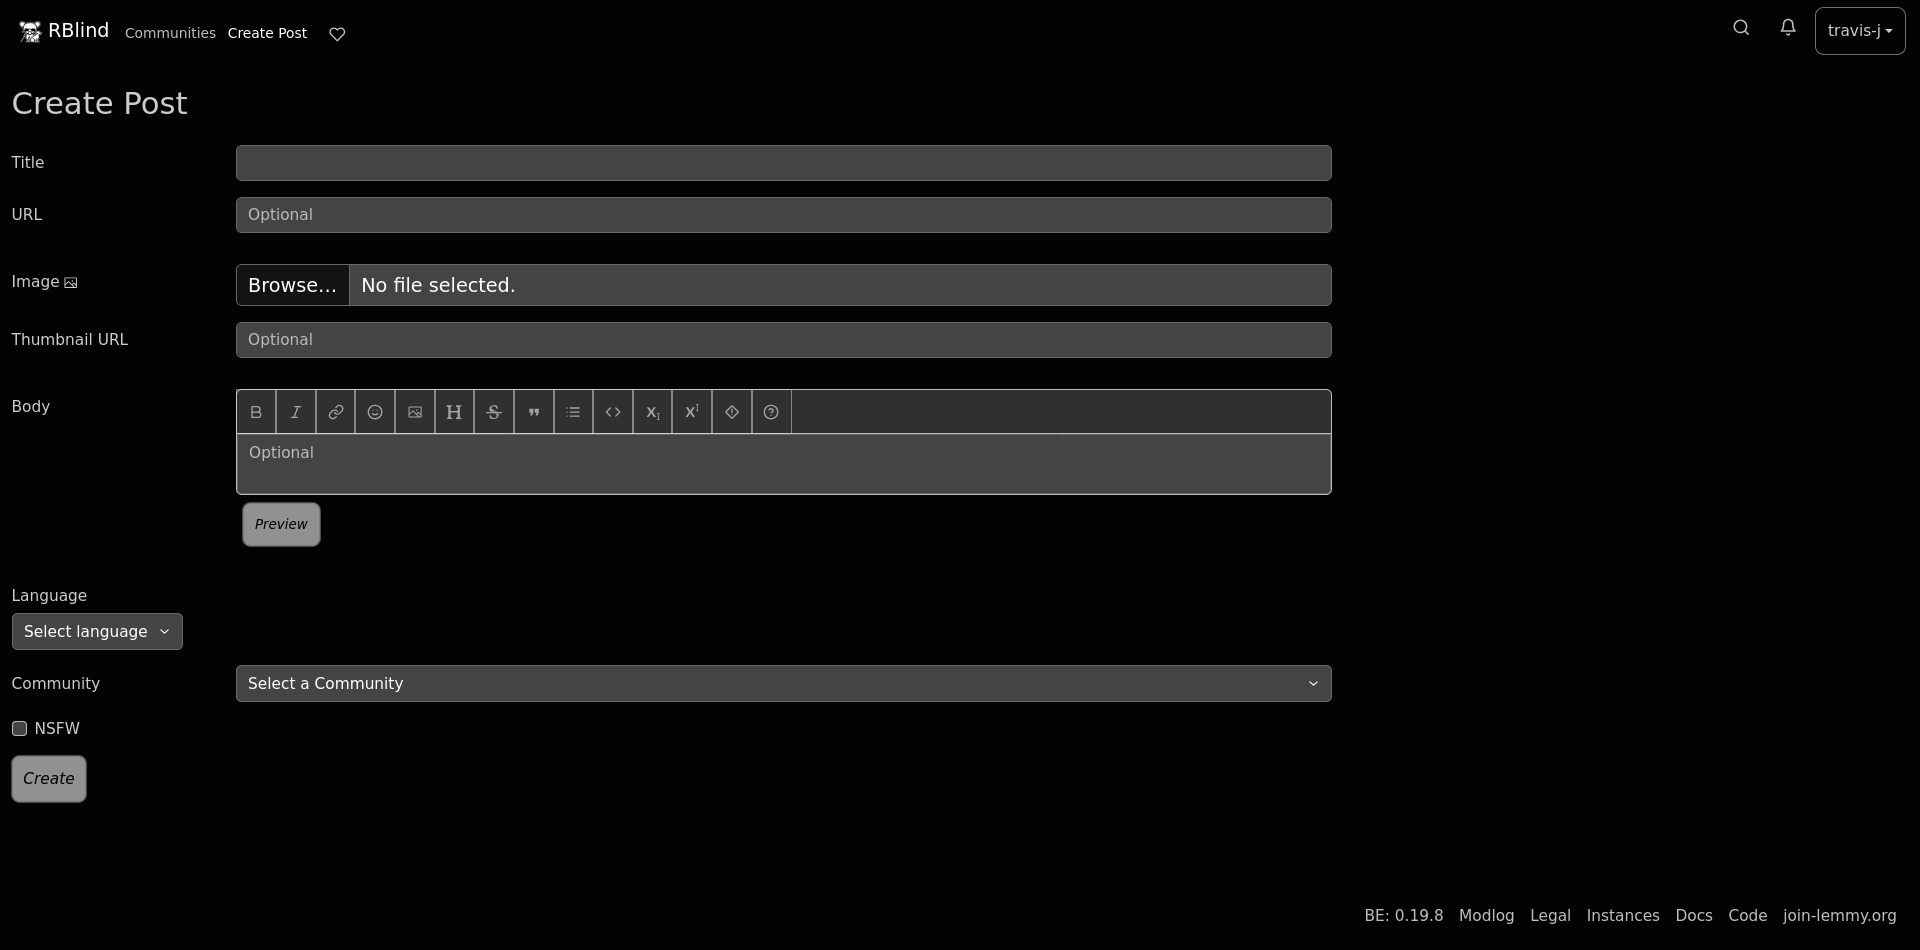 RBlind Communities Create Post travis-j
Create Post
Title
URL Optional
Image Browse... No file selected.
Thumbnail URL Optional
Body
Optional
Preview
Language
Select language
Community Select a Community
NSFW
Create
BE: 0.19.8 Modlog Legal Instances Docs Code join-lemmy.org